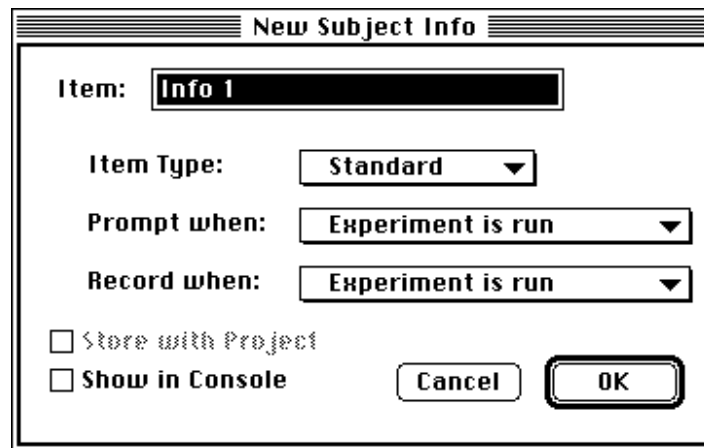 New Subject Info
Item: Info 1
Item Type: Standard
Prompt when: Experiment is run
Record when: Experiment is run
Store with Project
Show in Console
Cancel OK